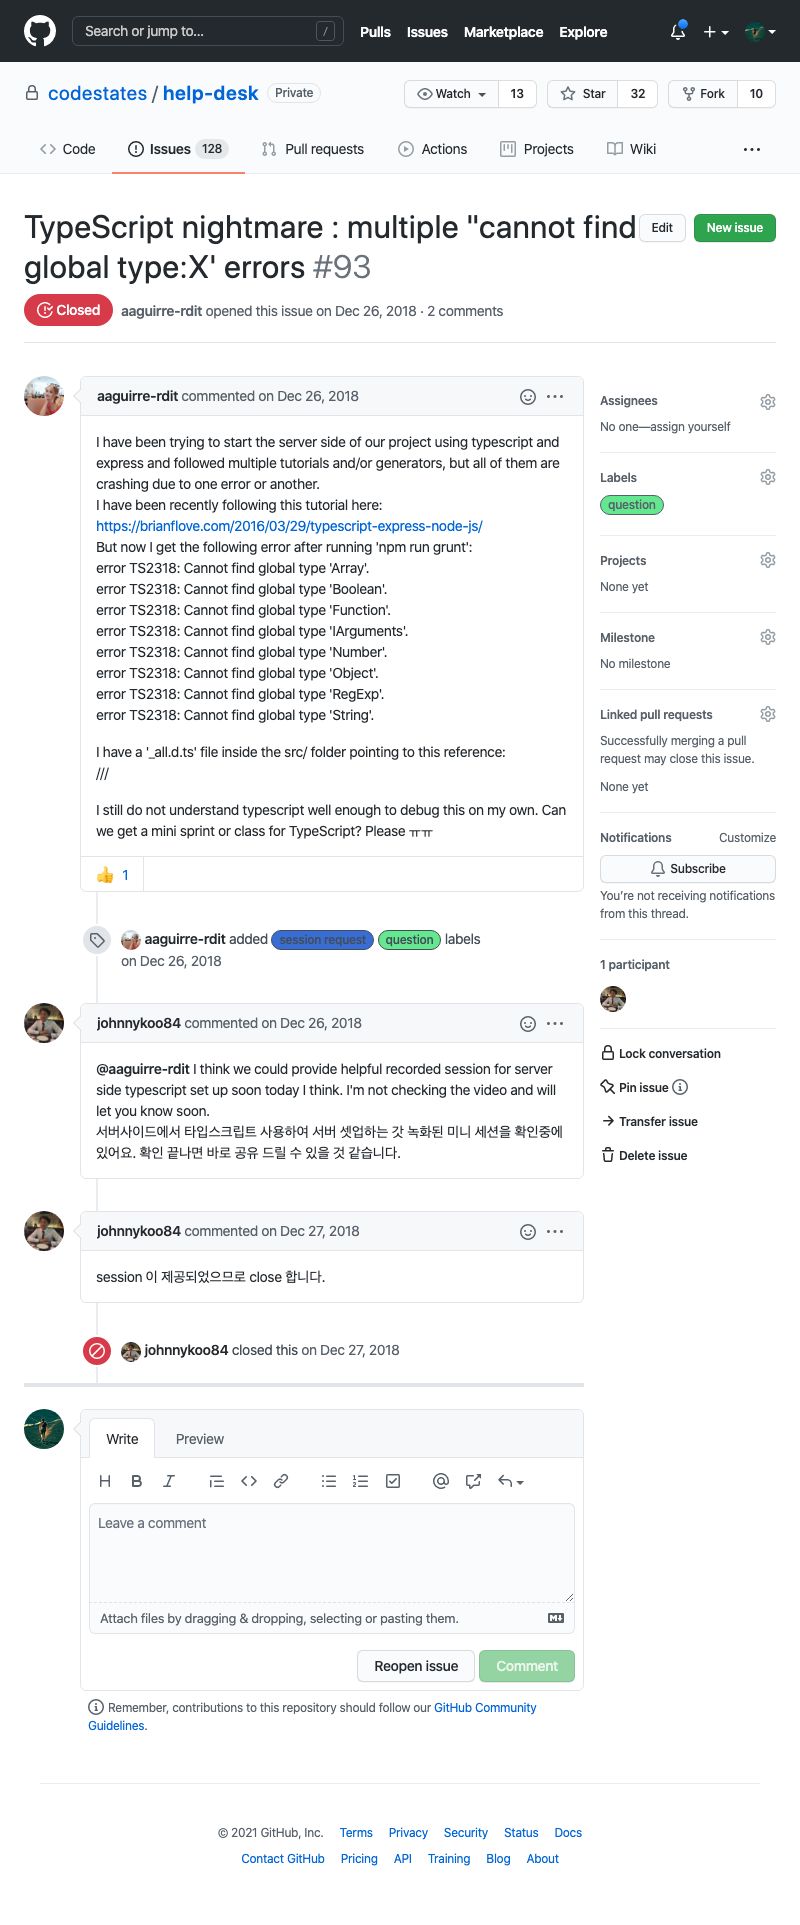 Search or jump to... /
Pulls Issues Marketplace Explore
codestates / help-desk Private
Watch 13 Star 32 Fork 10
Code Issues 128 Pull requests Actions Projects Wiki ...
TypeScript nightmare : multiple "cannot find
global type:X' errors #93
Edit New issue
Closed aaguirre-rdit opened this issue on Dec 26, 2018 · 2 comments
aaguirre-rdit commented on Dec 26, 2018
I have been trying to start the server side of our project using typescript and
express and followed multiple tutorials and/or generators, but all of them are
crashing due to one error or another.
I have been recently following this tutorial here:
https://brianflove.com/2016/03/29/typescript-express-node-js/
But now I get the following error after running 'npm run grunt':
error TS2318: Cannot find global type 'Array'.
error TS2318: Cannot find global type 'Boolean'.
error TS2318: Cannot find global type 'Function'.
error TS2318: Cannot find global type 'IArguments'.
error TS2318: Cannot find global type 'Number'.
error TS2318: Cannot find global type 'Object'.
error TS2318: Cannot find global type 'RegExp'.
error TS2318: Cannot find global type 'String'.
I have a '_all.d.ts' file inside the src/ folder pointing to this reference:
///
I still do not understand typescript well enough to debug this on my own. Can
we get a mini sprint or class for TypeScript? Please ㅠㅠ
👍 1
aaguirre-rdit added session request question labels
on Dec 26, 2018
johnnykoo84 commented on Dec 26, 2018
@aaguirre-rdit I think we could provide helpful recorded session for server
side typescript set up soon today I think. I'm not checking the video and will
let you know soon.
서버사이드에서 타입스크립트 사용하여 서버 셋업하는 갓 녹화된 미니 세션을 확인중에
있어요. 확인 끝나면 바로 공유 드릴 수 있을 것 같습니다.
johnnykoo84 commented on Dec 27, 2018
session 이 제공되었으므로 close 합니다.
johnnykoo84 closed this on Dec 27, 2018
Write Preview
Leave a comment
Attach files by dragging & dropping, selecting or pasting them.
Reopen issue Comment
Remember, contributions to this repository should follow our GitHub Community
Guidelines.
Assignees
No one—assign yourself
Labels
question
Projects
None yet
Milestone
No milestone
Linked pull requests
Successfully merging a pull
request may close this issue.
None yet
Notifications Customize
Subscribe
You're not receiving notifications
from this thread.
1 participant
Lock conversation
Pin issue
Transfer issue
Delete issue
© 2021 GitHub, Inc. Terms Privacy Security Status Docs
Contact GitHub Pricing API Training Blog About